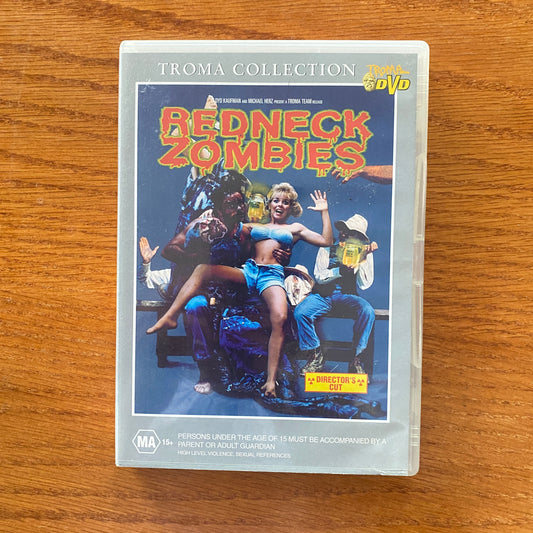 TROMA COLLECTION
TROMA
DVD
LLOYD KAUFMAN AND MICHAEL HERZ PRESENT A TROMA TEAM RELEASE
REDNECK
ZOMBIES
DIRECTOR'S
CUT
MA 15+
PERSONS UNDER THE AGE OF 15 MUST BE ACCOMPANIED BY A
PARENT OR ADULT GUARDIAN
HIGH LEVEL VIOLENCE, SEXUAL REFERENCES